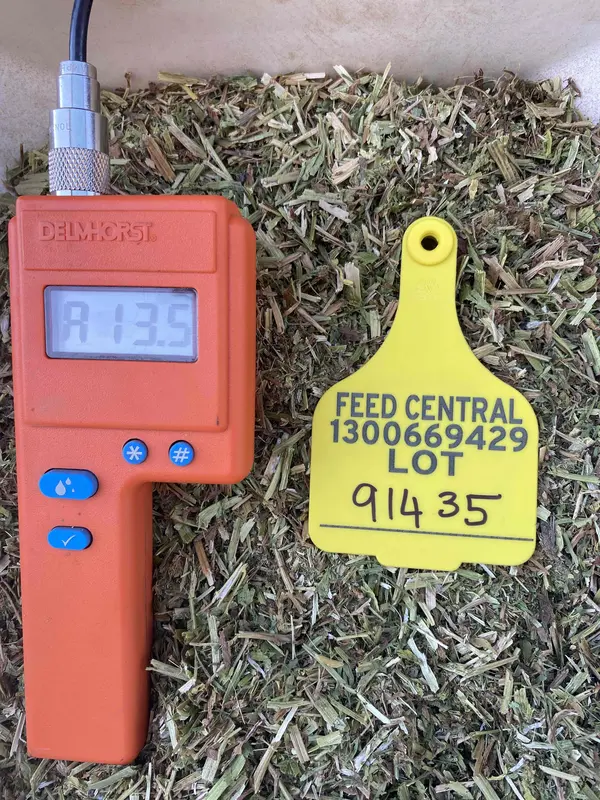 DELMHORST
A 13.5
FEED CENTRAL
1300669429
LOT
91435